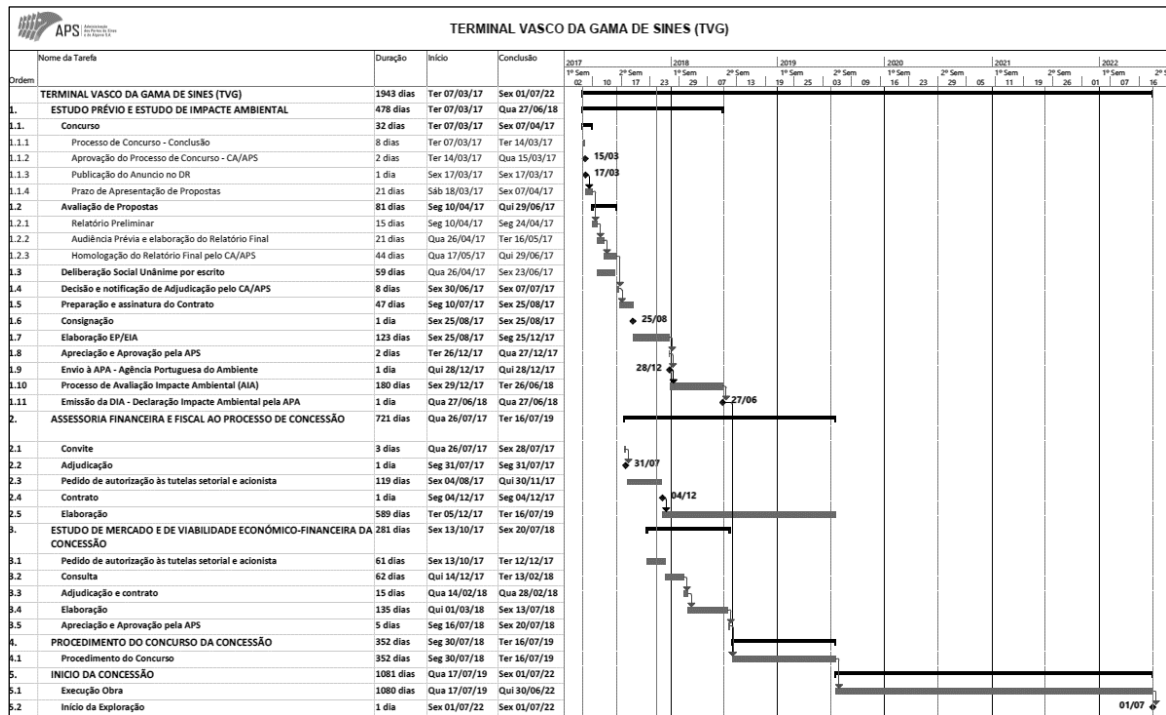 APS
TERMINAL VASCO DA GAMA DE SINES (TVG)
Ordem Nome da Tarefa Duração Início Conclusão
2017 2018 2019 2020 2021 2022
1º Sem 2º Sem 1º Sem 2º Sem 1º Sem 2º Sem 1º Sem 2º Sem 1º Sem 2º Sem 1º Sem 2º S
02 10 17 23 29 07 13 19 25 03 09 16 23 29 05 11 19 26 01 07 16
TERMINAL VASCO DA GAMA DE SINES (TVG) 1943 dias Ter 07/03/17 Sex 01/07/22
1. ESTUDO PRÉVIO E ESTUDO DE IMPACTE AMBIENTAL 478 dias Ter 07/03/17 Qua 27/06/18
1.1. Concurso 32 dias Ter 07/03/17 Sex 07/04/17
1.1.1 Processo de Concurso - Conclusão 8 dias Ter 07/03/17 Ter 14/03/17
1.1.2 Aprovação do Processo de Concurso - CA/APS 2 dias Ter 14/03/17 Qua 15/03/17 15/03
1.1.3 Publicação do Anuncio no DR 1 dia Sex 17/03/17 Sex 17/03/17 17/03
1.1.4 Prazo de Apresentação de Propostas 21 dias Sáb 18/03/17 Sex 07/04/17
1.2 Avaliação de Propostas 81 dias Seg 10/04/17 Qui 29/06/17
1.2.1 Relatório Preliminar 15 dias Seg 10/04/17 Seg 24/04/17
1.2.2 Audiência Prévia e elaboração do Relatório Final 21 dias Qua 26/04/17 Ter 16/05/17
1.2.3 Homologação do Relatório Final pelo CA/APS 44 dias Qua 17/05/17 Qui 29/06/17
1.3 Deliberação Social Unânime por escrito 59 dias Qua 26/04/17 Sex 23/06/17
1.4 Decisão e notificação de Adjudicação pelo CA/APS 8 dias Sex 30/06/17 Sex 07/07/17
1.5 Preparação e assinatura do Contrato 47 dias Seg 10/07/17 Sex 25/08/17
1.6 Consignação 1 dia Sex 25/08/17 Sex 25/08/17 25/08
1.7 Elaboração EP/EIA 123 dias Sex 25/08/17 Seg 25/12/17
1.8 Apreciação e Aprovação pela APS 2 dias Ter 26/12/17 Qua 27/12/17
1.9 Envio à APA - Agência Portuguesa do Ambiente 1 dia Qui 28/12/17 Qui 28/12/17 28/12
1.10 Processo de Avaliação Impacte Ambiental (AIA) 180 dias Sex 29/12/17 Ter 26/06/18
1.11 Emissão da DIA - Declaração Impacte Ambiental pela APA 1 dia Qua 27/06/18 Qua 27/06/18 27/06
2. ASSESSORIA FINANCEIRA E FISCAL AO PROCESSO DE CONCESSÃO 721 dias Qua 26/07/17 Ter 16/07/19
2.1 Convite 3 dias Qua 26/07/17 Sex 28/07/17
2.2 Adjudicação 1 dia Seg 31/07/17 Seg 31/07/17 31/07
2.3 Pedido de autorização às tutelas setorial e acionista 119 dias Sex 04/08/17 Qui 30/11/17
2.4 Contrato 1 dia Seg 04/12/17 Seg 04/12/17 04/12
2.5 Elaboração 589 dias Ter 05/12/17 Ter 16/07/19
3. ESTUDO DE MERCADO E DE VIABILIDADE ECONÓMICO-FINANCEIRA DA 281 dias Sex 13/10/17 Sex 20/07/18
CONCESSÃO
3.1 Pedido de autorização às tutelas setorial e acionista 61 dias Sex 13/10/17 Ter 12/12/17
3.2 Consulta 62 dias Qui 14/12/17 Ter 13/02/18
3.3 Adjudicação e contrato 15 dias Qua 14/02/18 Qua 28/02/18
3.4 Elaboração 135 dias Qui 01/03/18 Sex 13/07/18
3.5 Apreciação e Aprovação pela APS 5 dias Seg 16/07/18 Sex 20/07/18
4. PROCEDIMENTO DO CONCURSO DA CONCESSÃO 352 dias Seg 30/07/18 Ter 16/07/19
4.1 Procedimento do Concurso 352 dias Seg 30/07/18 Ter 16/07/19
5. INICIO DA CONCESSÃO 1081 dias Qua 17/07/19 Sex 01/07/22
5.1 Execução Obra 1080 dias Qua 17/07/19 Qui 30/06/22
5.2 Início da Exploração 1 dia Sex 01/07/22 Sex 01/07/22 01/07